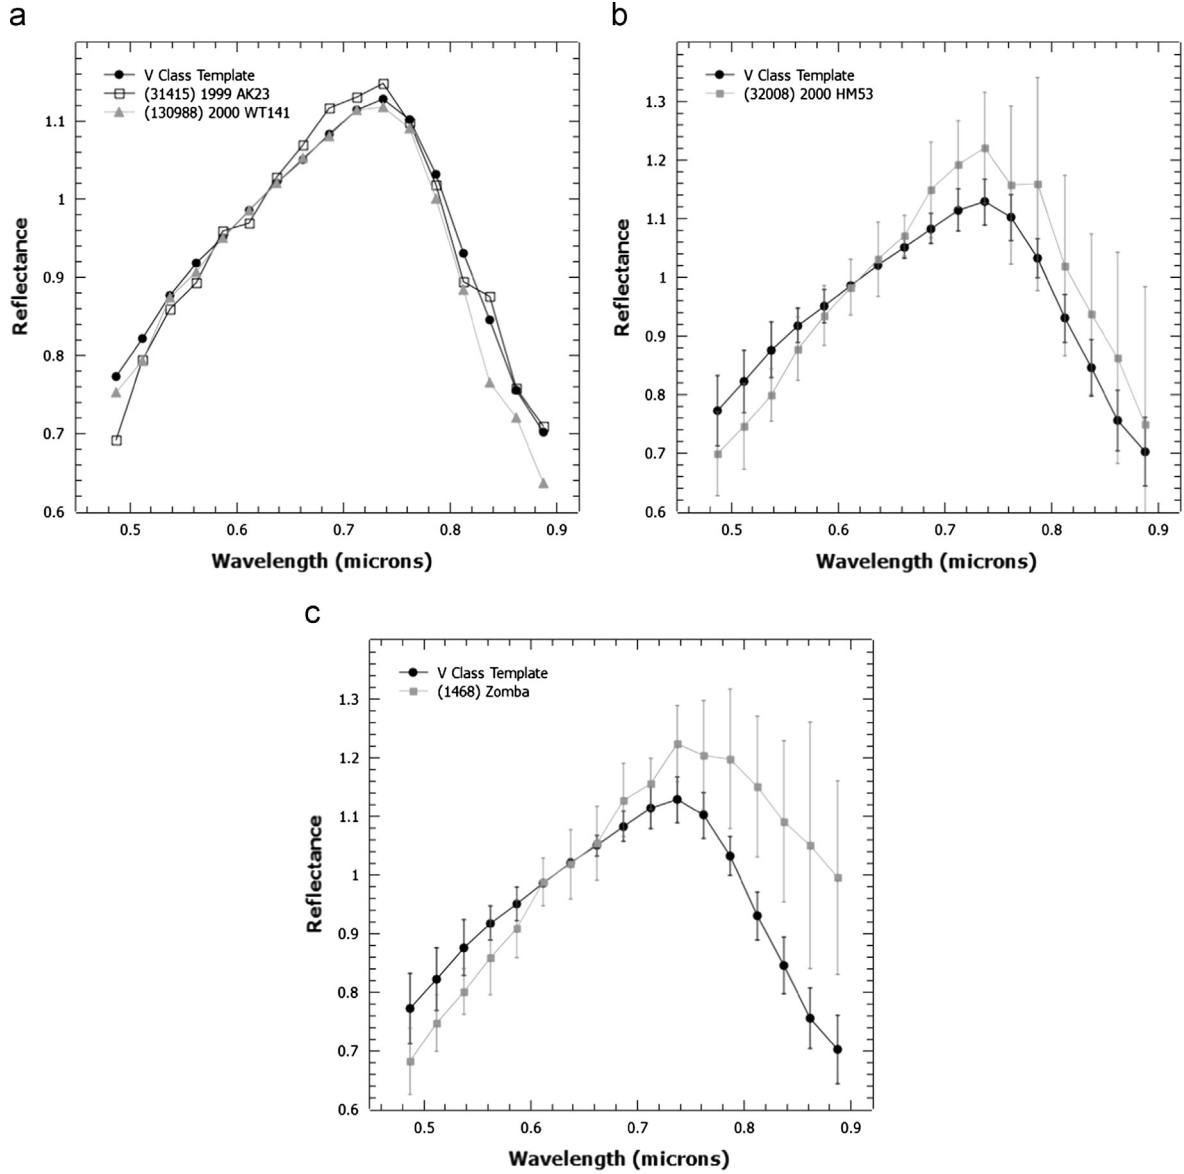 a
V Class Template
(31415) 1999 AK23
(130988) 2000 WT141
1.1
1
0.9
0.8
0.7
0.6
0.5
0.6
0.7
0.8
0.9
Reflectance
Wavelength (microns)
b
V Class Template
(32008) 2000 HM53
1.3
1.2
1.1
1
0.9
0.8
0.7
0.6
0.5
0.6
0.7
0.8
0.9
Reflectance
Wavelength (microns)
c
V Class Template
(1468) Zomba
1.3
1.2
1.1
1
0.9
0.8
0.7
0.6
0.5
0.6
0.7
0.8
0.9
Reflectance
Wavelength (microns)